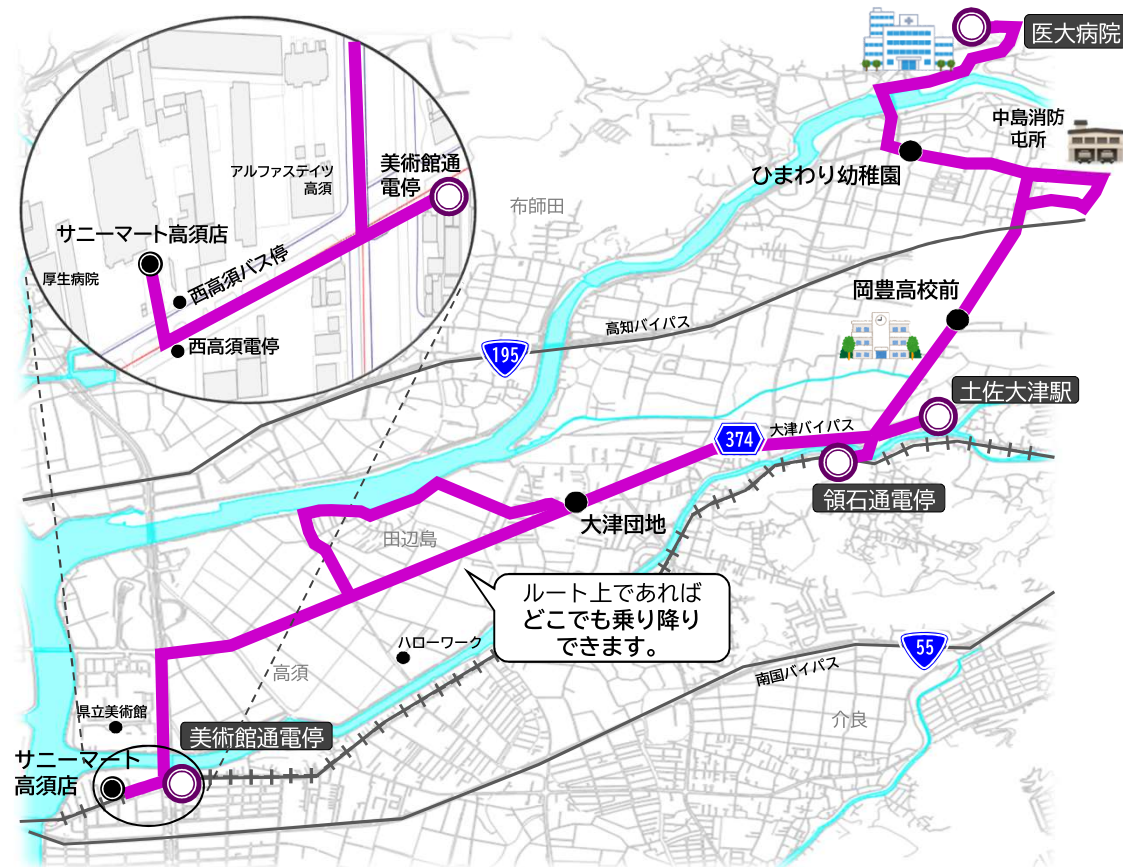 医大病院
中島消防
屯所
ひまわり幼稚園
美術館通
電停
アルファステイツ
高須
布師田
サニーマート高須店
厚生病院
西高須バス停
西高須電停
岡豊高校前
高知バイパス
195
土佐大津駅
大津バイパス
374
領石通電停
大津団地
田辺島
ルート上であれば
どこでも乗り降り
できます。
ハローワーク
高須
55
南国バイパス
介良
県立美術館
美術館通電停
サニーマート
高須店